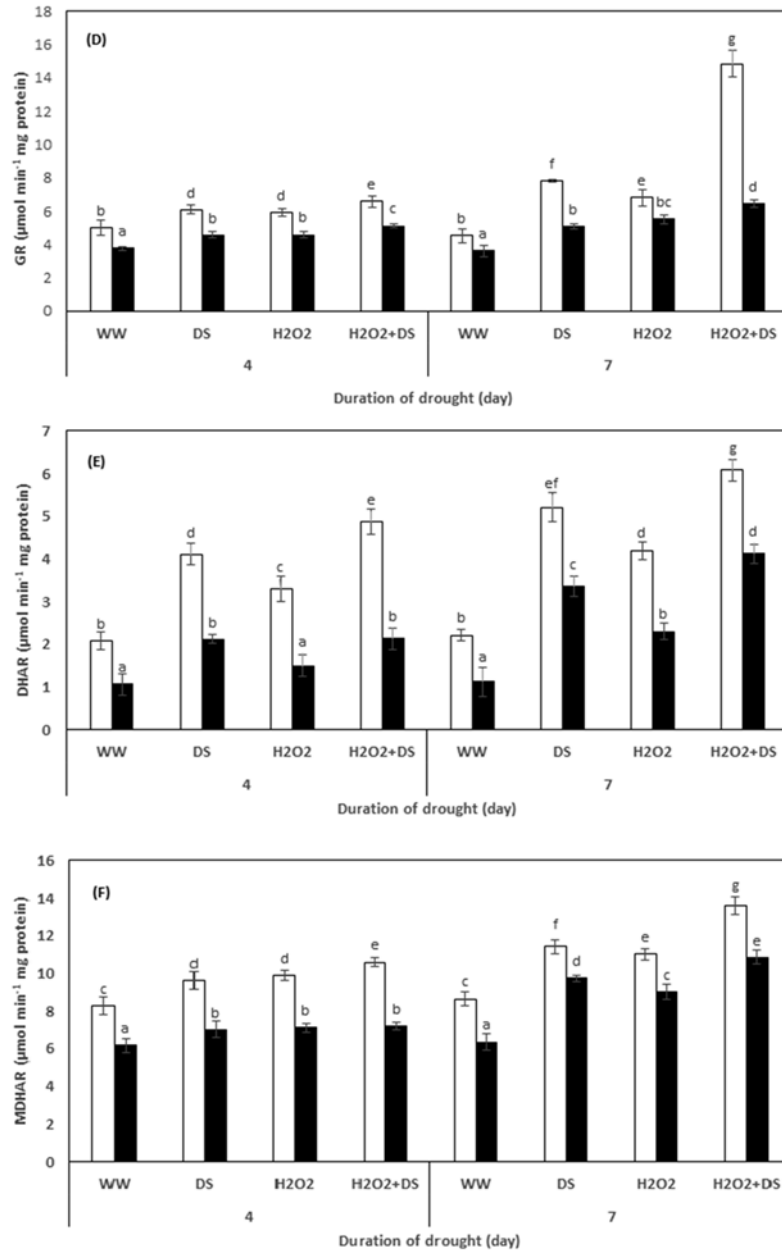 (D)
GR (µmol min⁻¹ mg protein)
18
16
14
12
10
8
6
4
2
0
b a d b d b e c b a f b e bc g d
WW DS H2O2 H2O2+DS WW DS H2O2 H2O2+DS
4 7
Duration of drought (day)
(E)
DHAR (µmol min⁻¹ mg protein)
7
6
5
4
3
2
1
0
b a d b c a e b b a ef c d b g d
WW DS H2O2 H2O2+DS WW DS H2O2 H2O2+DS
4 7
Duration of drought (day)
(F)
MDHAR (µmol min⁻¹ mg protein)
16
14
12
10
8
6
4
2
0
c a d b d b e b c a f d e c g e
WW DS H2O2 H2O2+DS WW DS H2O2 H2O2+DS
4 7
Duration of drought (day)